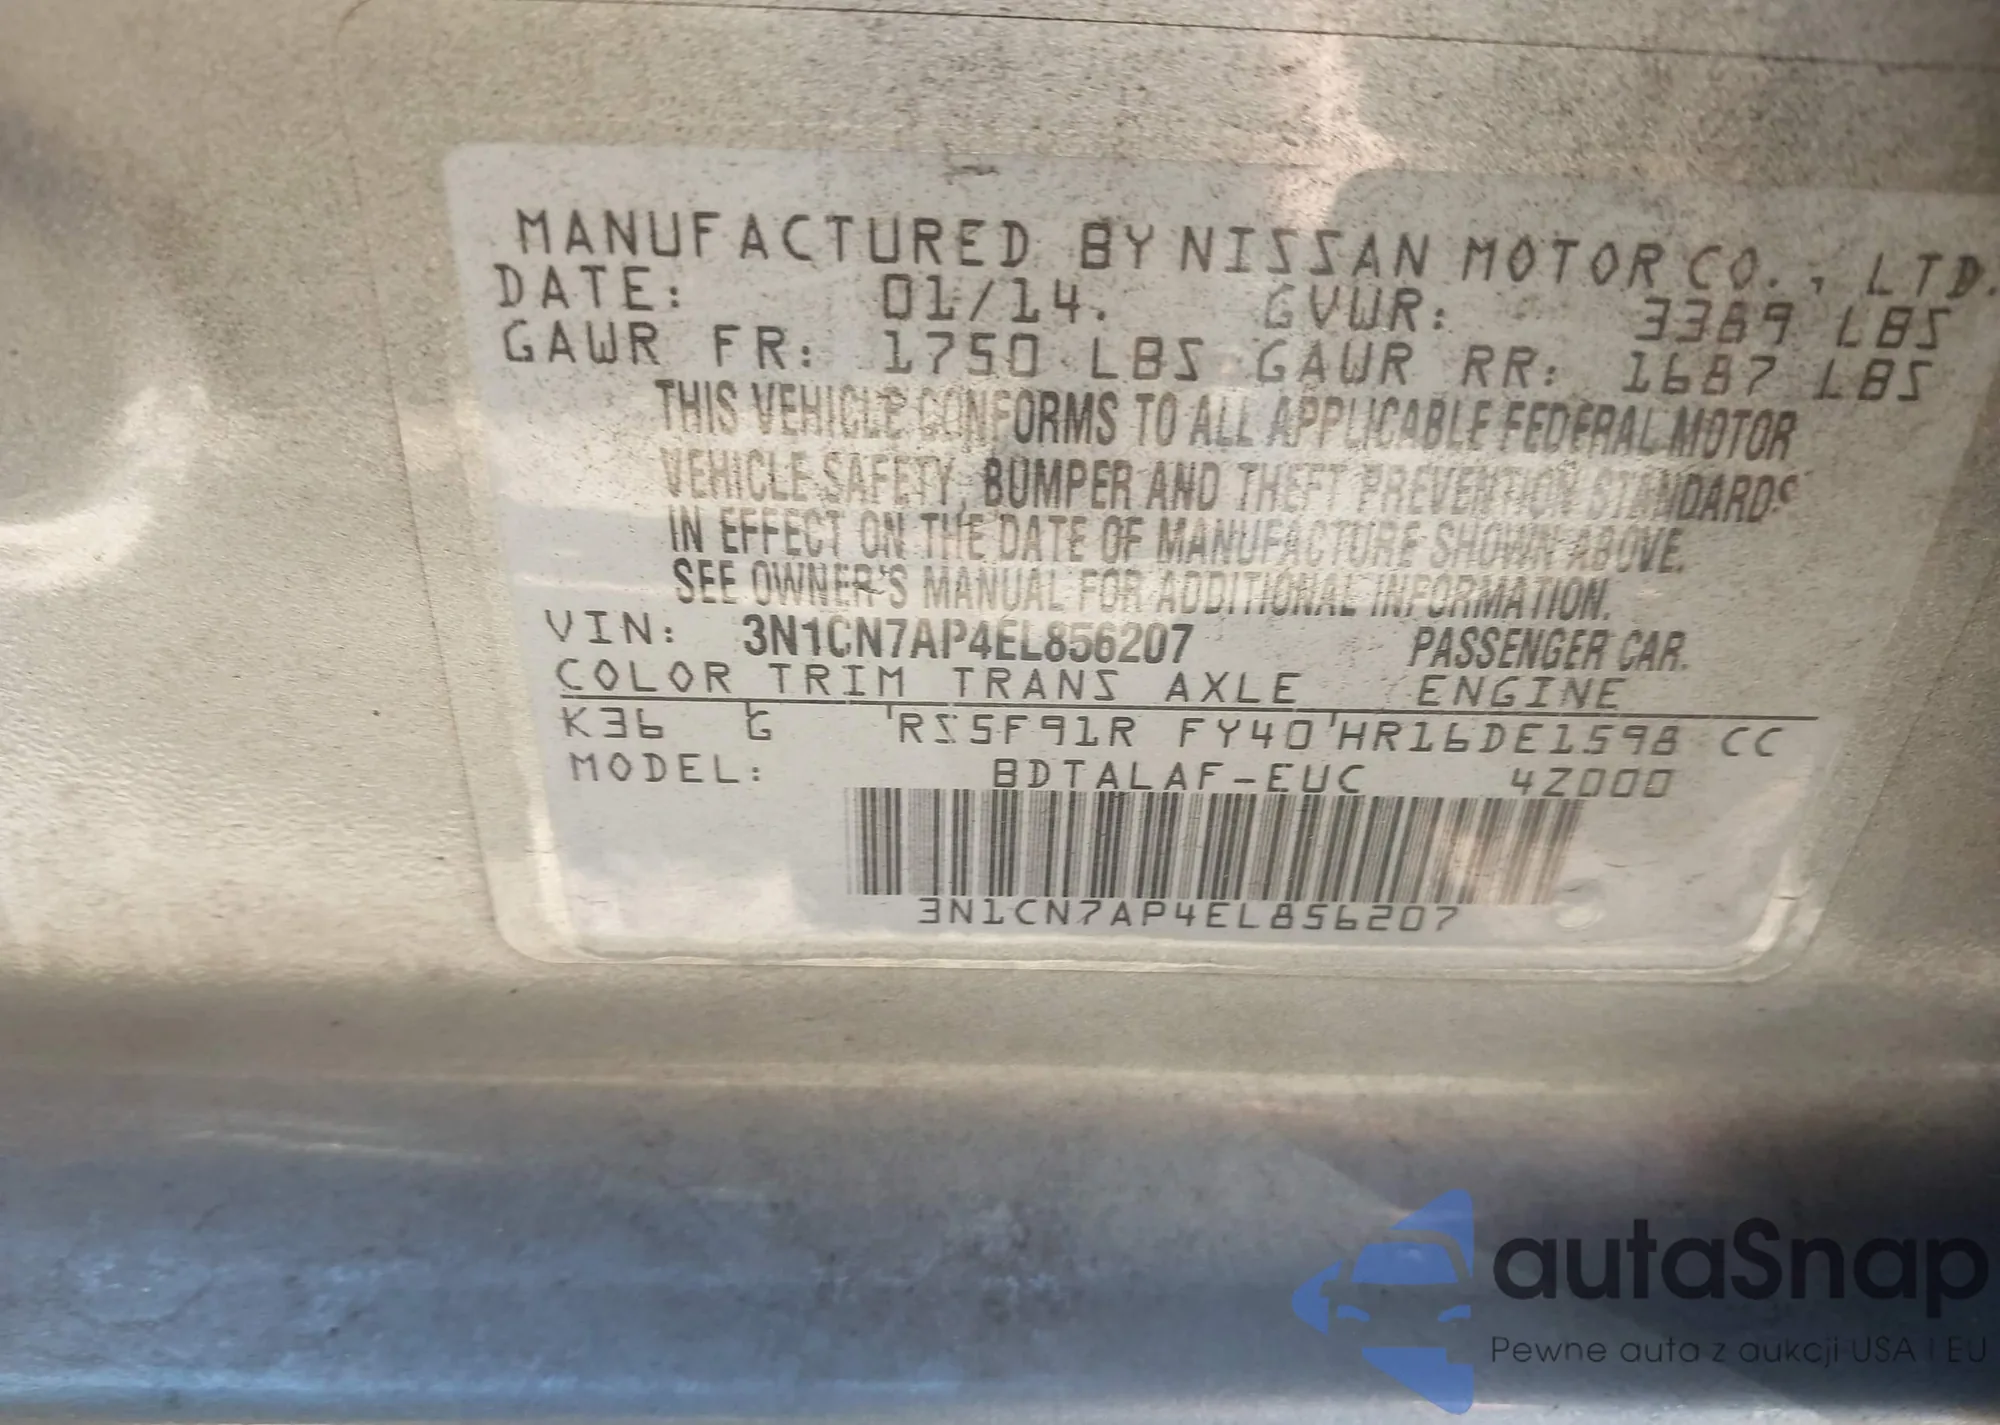 MANUFACTURED BY NISSAN MOTOR CO., LTD.
DATE: 01/14. GVWR: 3389 LBS
GAWR FR: 1750 LBS GAWR RR: 1687 LBS
THIS VEHICLE CONFORMS TO ALL APPLICABLE FEDERAL MOTOR
VEHICLE SAFETY, BUMPER AND THEFT PREVENTION STANDARDS
IN EFFECT ON THE DATE OF MANUFACTURE SHOWN ABOVE.
SEE OWNER'S MANUAL FOR ADDITIONAL INFORMATION.
VIN: 3N1CN7AP4EL856207 PASSENGER CAR.
COLOR TRIM TRANS AXLE ENGINE
K36 G RS5F91R FY40 HR16DE1598 CC
MODEL: BDTALAF-EUC 4Z000
3N1CN7AP4EL856207
autaSnap
Pewne auta z aukcji USA i EU